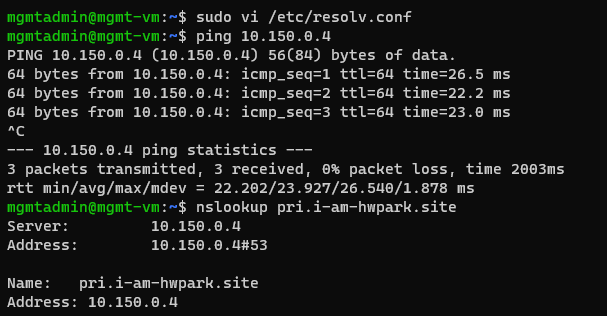 mgmtadmin@mgmt-vm:~$ sudo vi /etc/resolv.conf
mgmtadmin@mgmt-vm:~$ ping 10.150.0.4
PING 10.150.0.4 (10.150.0.4) 56(84) bytes of data.
64 bytes from 10.150.0.4: icmp_seq=1 ttl=64 time=26.5 ms
64 bytes from 10.150.0.4: icmp_seq=2 ttl=64 time=22.2 ms
64 bytes from 10.150.0.4: icmp_seq=3 ttl=64 time=23.0 ms
^C
--- 10.150.0.4 ping statistics ---
3 packets transmitted, 3 received, 0% packet loss, time 2003ms
rtt min/avg/max/mdev = 22.202/23.927/26.540/1.878 ms
mgmtadmin@mgmt-vm:~$ nslookup pri.i-am-hwpark.site
Server:         10.150.0.4
Address:        10.150.0.4#53

Name:   pri.i-am-hwpark.site
Address: 10.150.0.4